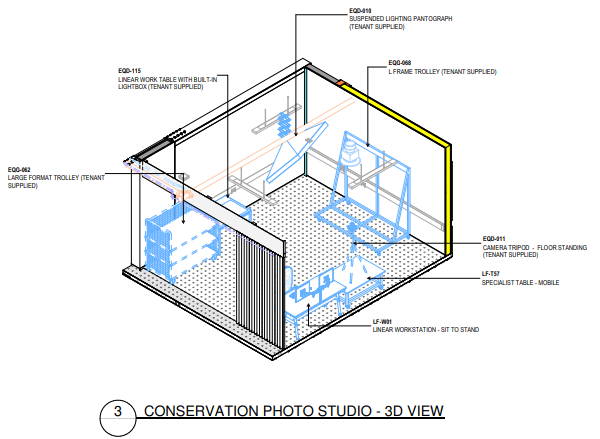 EQD-010
SUSPENDED LIGHTING PANTOGRAPH
(TENANT SUPPLIED)
EQG-068
L FRAME TROLLEY (TENANT SUPPLIED)
EQD-115
LINEAR WORK TABLE WITH BUILT-IN
LIGHTBOX (TENANT SUPPLIED)
EQG-062
LARGE FORMAT TROLLEY (TENANT
SUPPLIED)
EQD-011
CAMERA TRIPOD - FLOOR STANDING
(TENANT SUPPLIED)
LF-T57
SPECIALIST TABLE - MOBILE
LF-W01
LINEAR WORKSTATION - SIT TO STAND
3 CONSERVATION PHOTO STUDIO - 3D VIEW